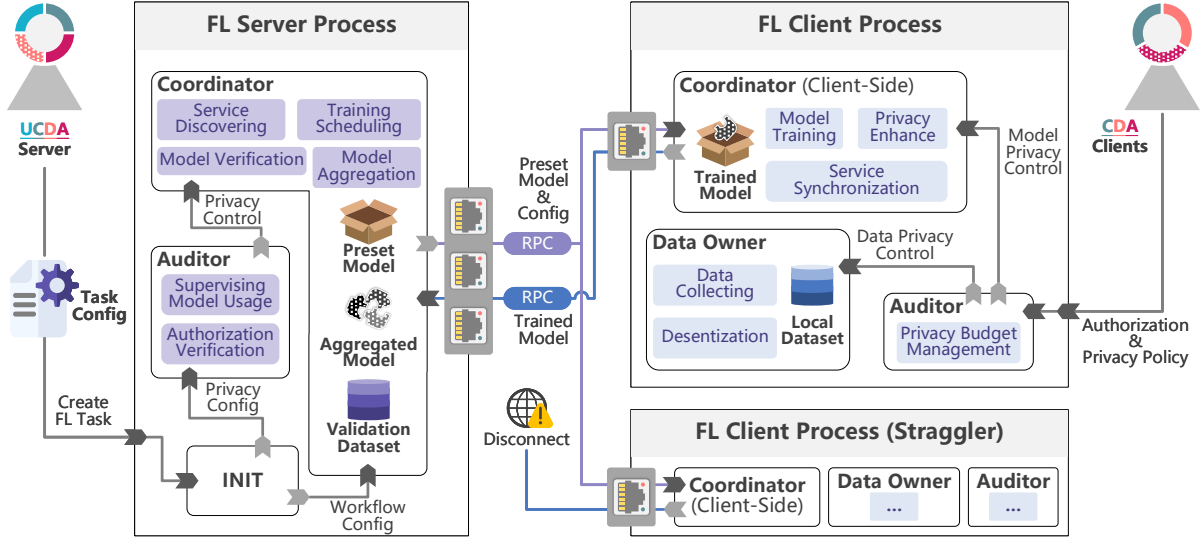 FL Server Process
FL Client Process
UCDA
Server
Task
Config
Create
FL Task
Coordinator
Service
Discovering
Training
Scheduling
Model Verification
Model
Aggregation
Privacy
Control
Auditor
Supervising
Model Usage
Authorization
Verification
Privacy
Config
INIT
Workflow
Config
Preset
Model
Aggregated
Model
Validation
Dataset
Preset
Model
&
Config
RPC
RPC
Trained
Model
Disconnect
Coordinator (Client-Side)
Trained
Model
Model
Training
Privacy
Enhance
Service
Synchronization
Data Owner
Data
Collecting
Desentization
Local
Dataset
Data Privacy
Control
Model
Privacy
Control
Auditor
Privacy Budget
Management
CDA
Clients
Authorization
&
Privacy Policy
FL Client Process (Straggler)
Coordinator
(Client-Side)
Data Owner
...
Auditor
...